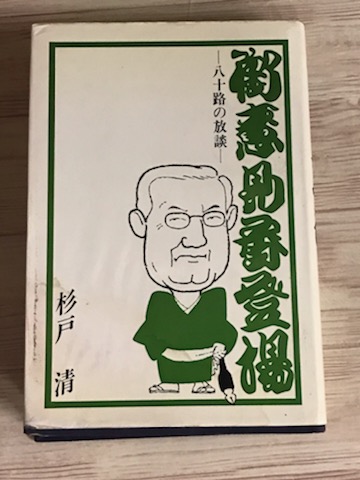 御意見番登場
―八十路の放談―
杉戸 清